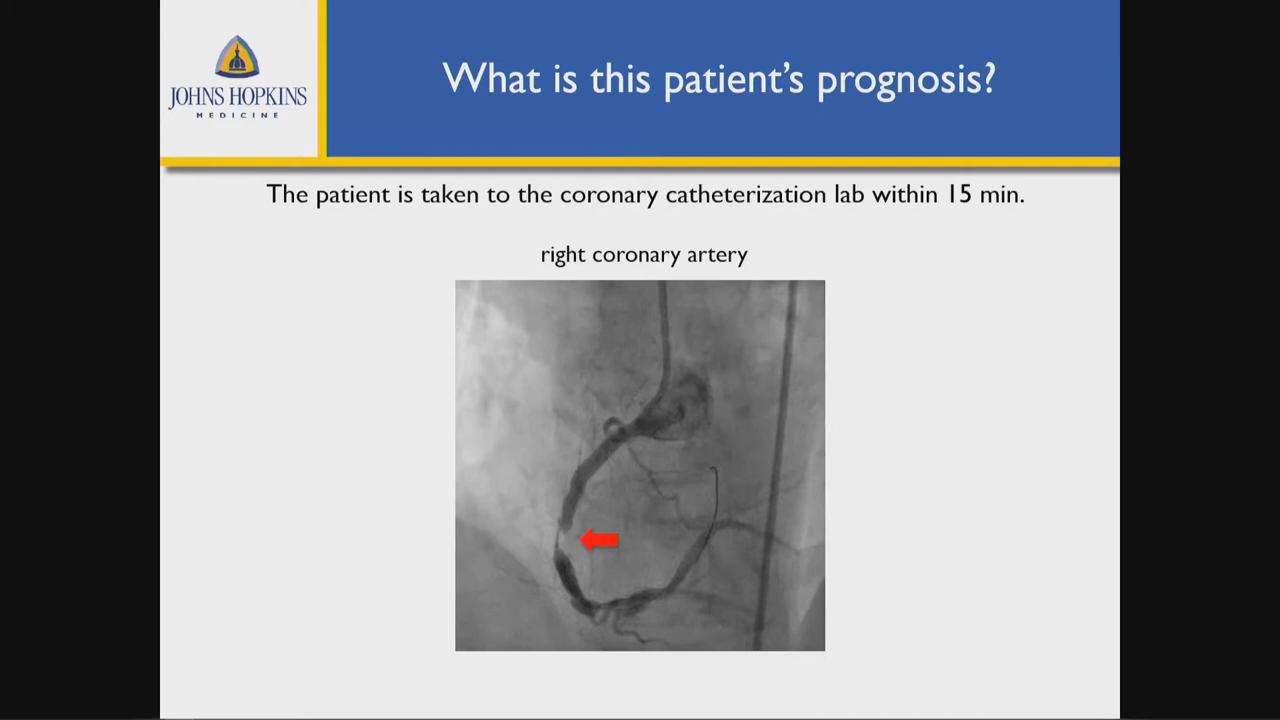 JOHNS HOPKINS
MEDICINE
What is this patient's prognosis?
The patient is taken to the coronary catheterization lab within 15 min.
right coronary artery